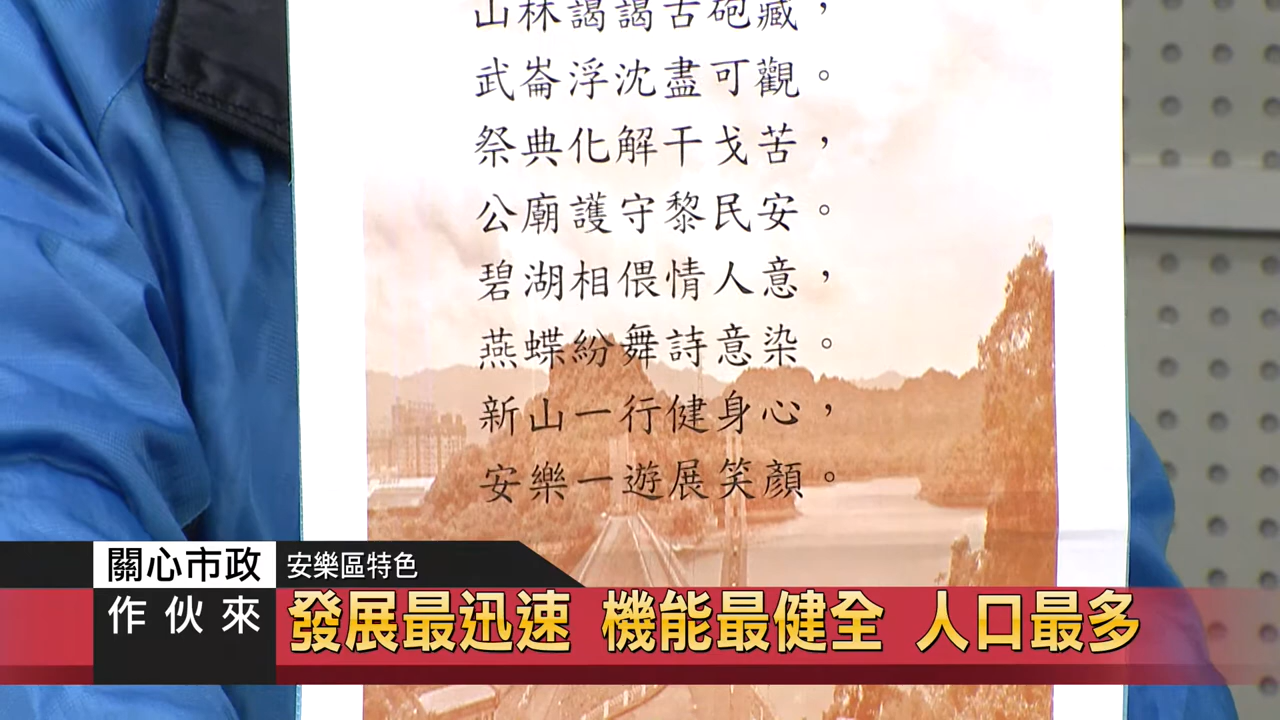 山林謁謁古砲藏，
武崙浮沈盡可觀。
祭典化解干戈苦，
公廟護守黎民安。
碧湖相偎情人意，
燕蝶紛舞詩意染。
新山一行健身心，
安樂一遊展笑顏。
關心市政 安樂區特色
作伙來 發展最迅速 機能最健全 人口最多